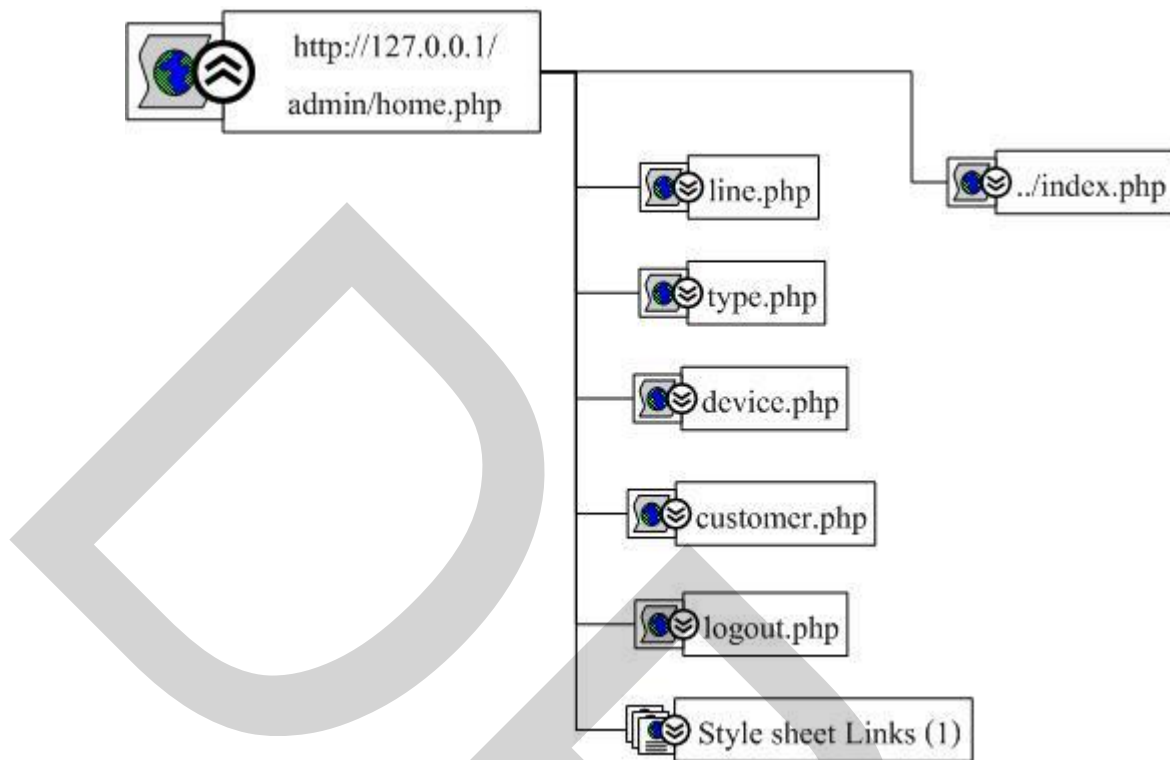 http://127.0.0.1/
admin/home.php
line.php
../index.php
type.php
device.php
customer.php
logout.php
Style sheet Links (1)